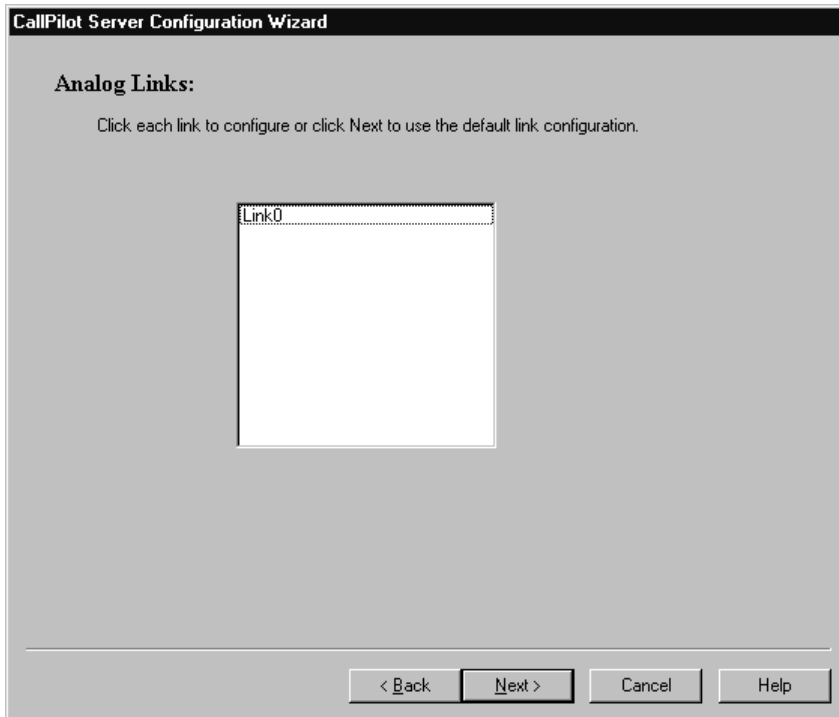 CallPilot Server Configuration Wizard
Analog Links:
Click each link to configure or click Next to use the default link configuration.
Link0
< Back
Next >
Cancel
Help